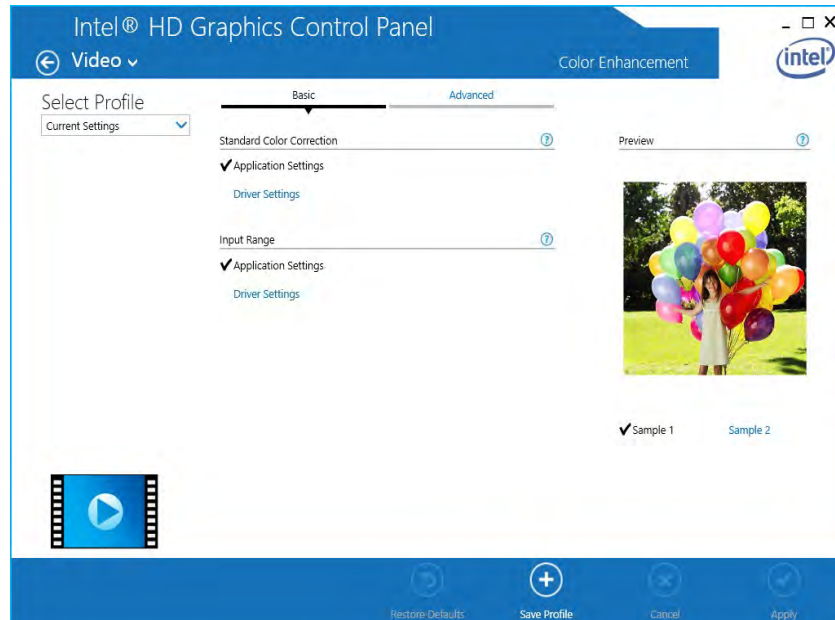 Intel® HD Graphics Control Panel
Video
Color Enhancement
intel
Select Profile
Current Settings
Basic
Advanced
Standard Color Correction
?
Application Settings
Driver Settings
Input Range
?
Application Settings
Driver Settings
Preview
?
Sample 1
Sample 2
Restore Defaults
Save Profile
Cancel
Apply